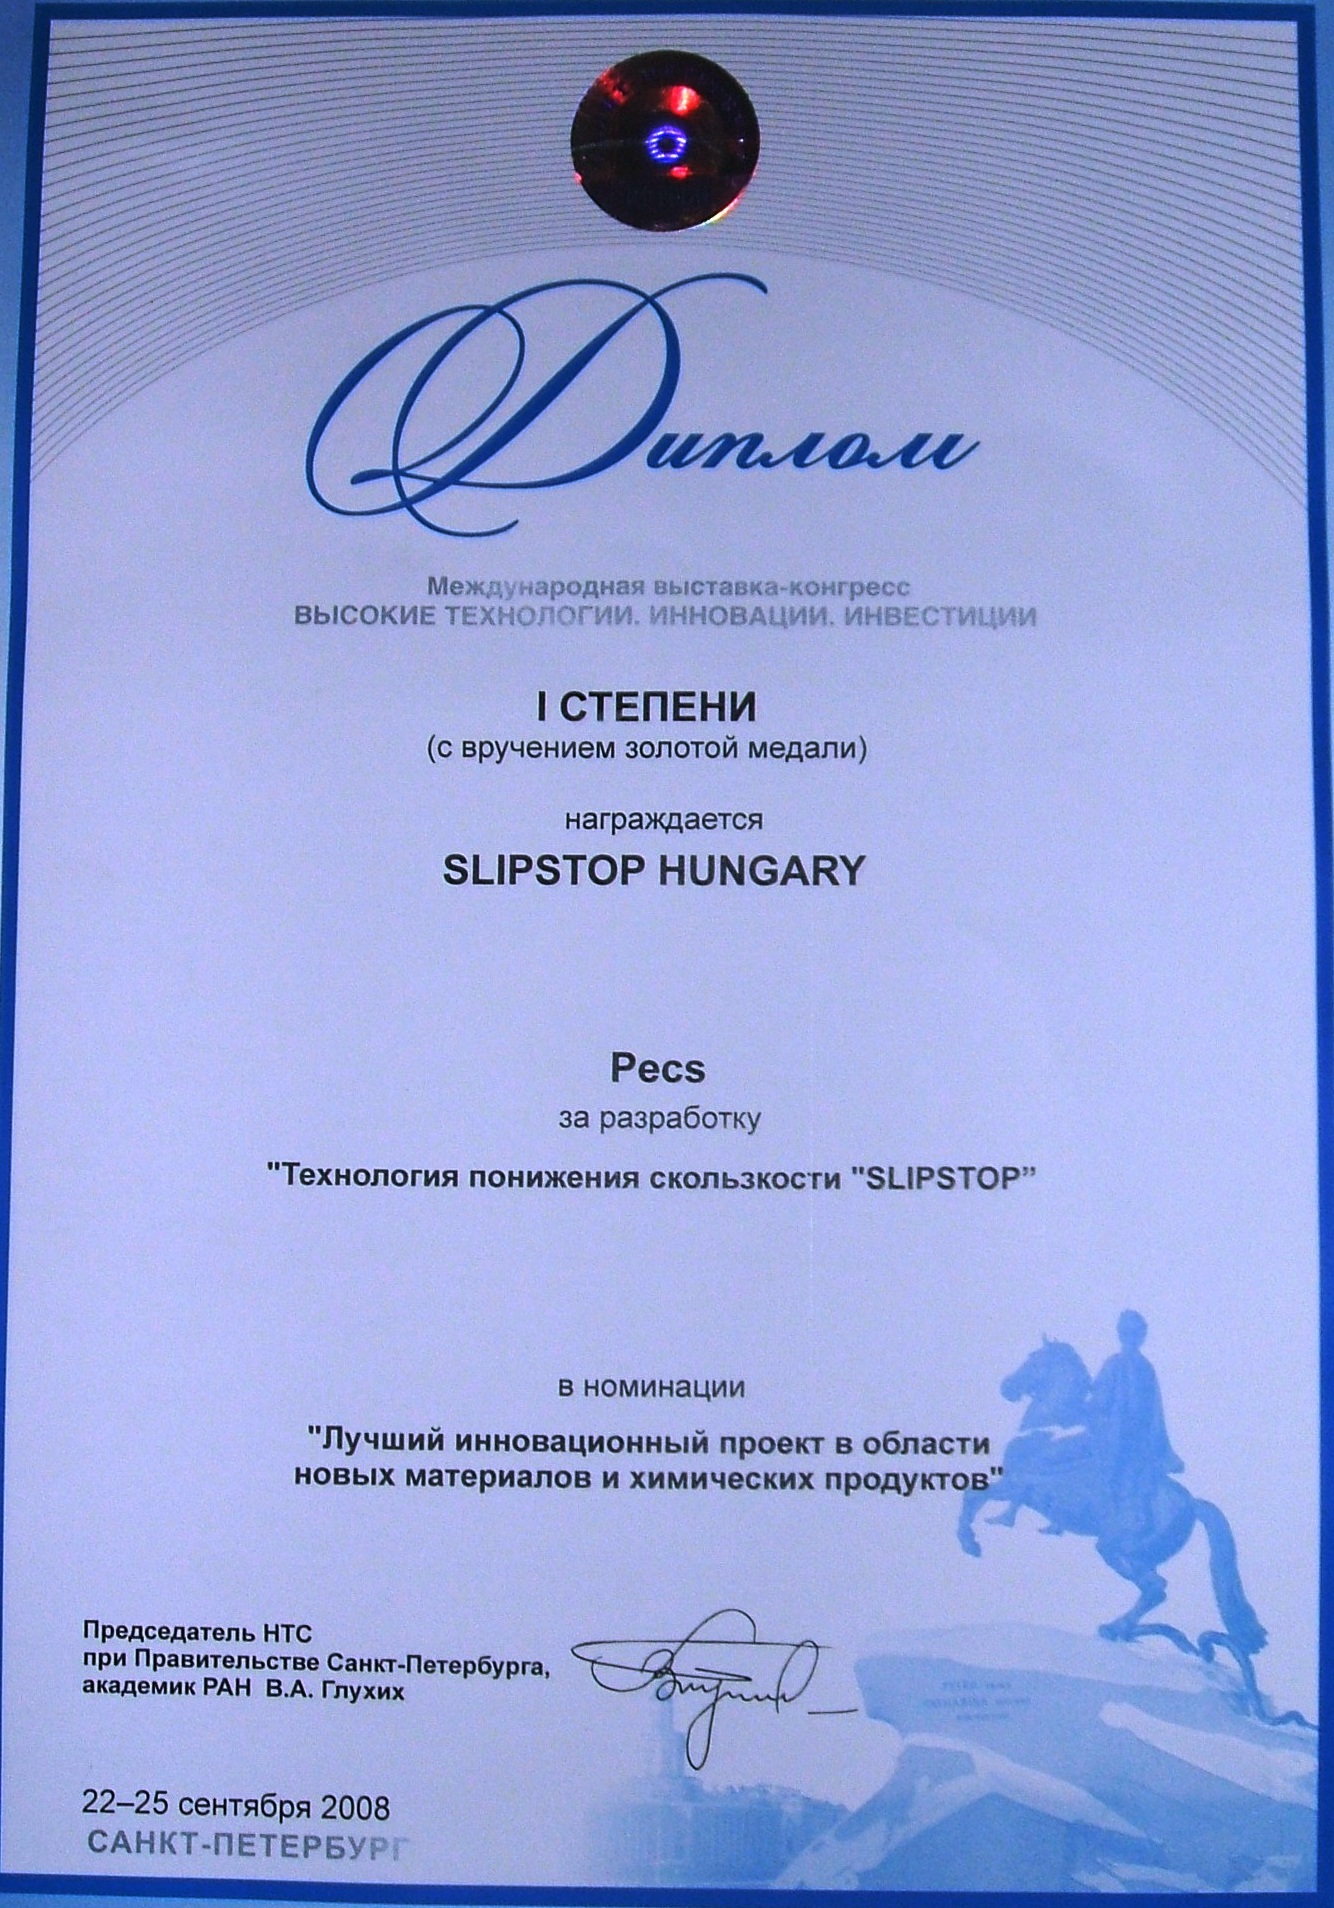 Диплом
Международная выставка-конгресс
ВЫСОКИЕ ТЕХНОЛОГИИ. ИННОВАЦИИ. ИНВЕСТИЦИИ
I СТЕПЕНИ
(с вручением золотой медали)
награждается
SLIPSTOP HUNGARY
Pecs
за разработку
"Технология понижения скользкости "SLIPSTOP”
в номинации
"Лучший инновационный проект в области
новых материалов и химических продуктов"
Председатель НТС
при Правительстве Санкт-Петербурга,
академик РАН В.А. Глухих
22–25 сентября 2008
САНКТ-ПЕТЕРБУРГ